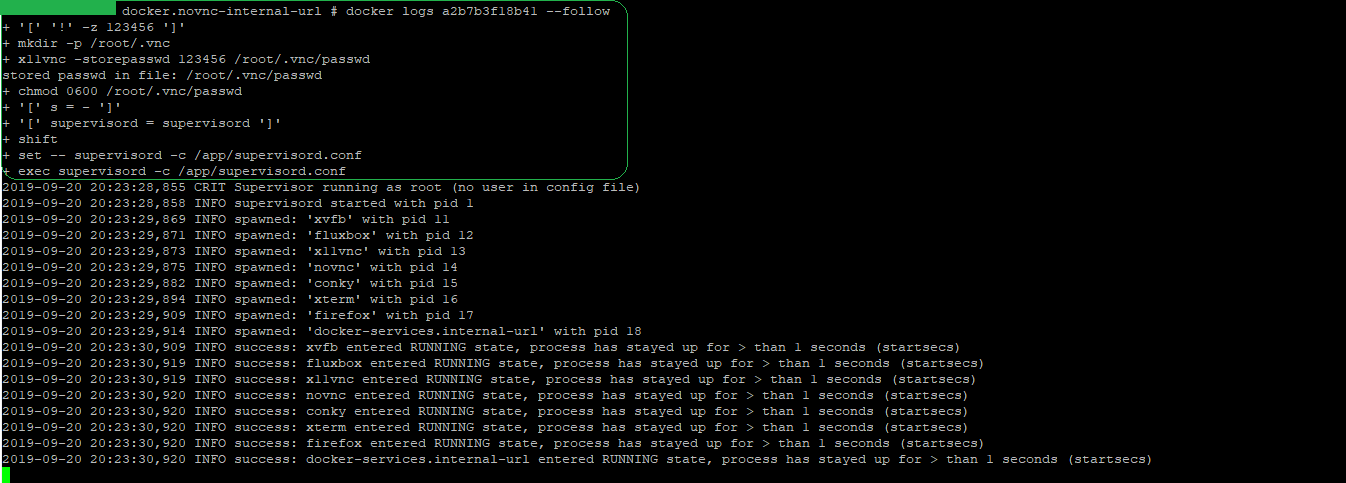 docker.novnc-internal-url # docker logs a2b7b3f18b41 --follow
+ '[' '!' -z 123456 ']'
+ mkdir -p /root/.vnc
+ x11vnc -storepasswd 123456 /root/.vnc/passwd
stored passwd in file: /root/.vnc/passwd
+ chmod 0600 /root/.vnc/passwd
+ '[' s = - ']'
+ '[' supervisord = supervisord ']'
+ shift
+ set -- supervisord -c /app/supervisord.conf
+ exec supervisord -c /app/supervisord.conf
2019-09-20 20:23:28,855 CRIT Supervisor running as root (no user in config file)
2019-09-20 20:23:28,858 INFO supervisord started with pid 1
2019-09-20 20:23:29,869 INFO spawned: 'xvfb' with pid 11
2019-09-20 20:23:29,871 INFO spawned: 'fluxbox' with pid 12
2019-09-20 20:23:29,873 INFO spawned: 'x11vnc' with pid 13
2019-09-20 20:23:29,875 INFO spawned: 'novnc' with pid 14
2019-09-20 20:23:29,882 INFO spawned: 'conky' with pid 15
2019-09-20 20:23:29,894 INFO spawned: 'xterm' with pid 16
2019-09-20 20:23:29,909 INFO spawned: 'firefox' with pid 17
2019-09-20 20:23:29,914 INFO spawned: 'docker-services.internal-url' with pid 18
2019-09-20 20:23:30,909 INFO success: xvfb entered RUNNING state, process has stayed up for > than 1 seconds (startsecs)
2019-09-20 20:23:30,919 INFO success: fluxbox entered RUNNING state, process has stayed up for > than 1 seconds (startsecs)
2019-09-20 20:23:30,919 INFO success: x11vnc entered RUNNING state, process has stayed up for > than 1 seconds (startsecs)
2019-09-20 20:23:30,920 INFO success: novnc entered RUNNING state, process has stayed up for > than 1 seconds (startsecs)
2019-09-20 20:23:30,920 INFO success: conky entered RUNNING state, process has stayed up for > than 1 seconds (startsecs)
2019-09-20 20:23:30,920 INFO success: xterm entered RUNNING state, process has stayed up for > than 1 seconds (startsecs)
2019-09-20 20:23:30,920 INFO success: firefox entered RUNNING state, process has stayed up for > than 1 seconds (startsecs)
2019-09-20 20:23:30,920 INFO success: docker-services.internal-url entered RUNNING state, process has stayed up for > than 1 seconds (startsecs)